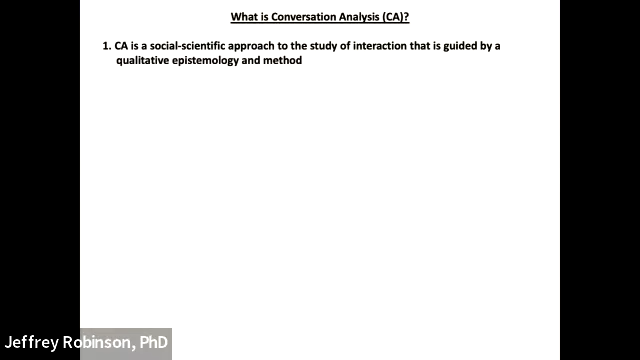 What is Conversation Analysis (CA)?
1. CA is a social-scientific approach to the study of interaction that is guided by a
qualitative epistemology and method
Jeffrey Robinson, PhD